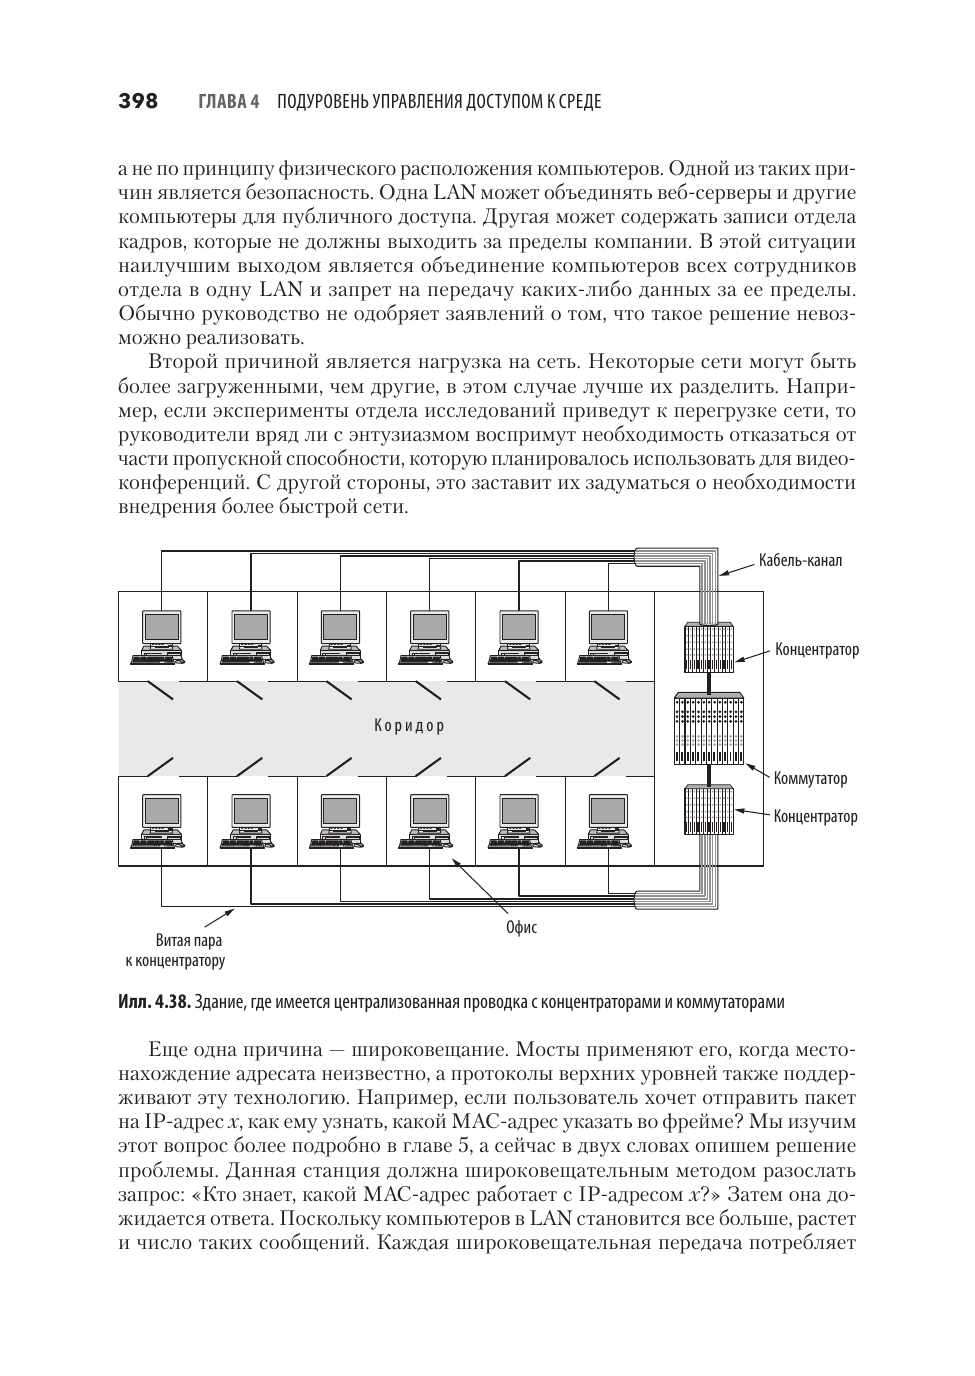 398 ГЛАВА 4 ПОДУРОВЕНЬ УПРАВЛЕНИЯ ДОСТУПОМ К СРЕДЕ
а не по принципу физического расположения компьютеров. Одной из таких при-
чин является безопасность. Одна LAN может объединять веб-серверы и другие
компьютеры для публичного доступа. Другая может содержать записи отдела
кадров, которые не должны выходить за пределы компании. В этой ситуации
наилучшим выходом является объединение компьютеров всех сотрудников
отдела в одну LAN и запрет на передачу каких-либо данных за ее пределы.
Обычно руководство не одобряет заявлений о том, что такое решение невоз-
можно реализовать.
Второй причиной является нагрузка на сеть. Некоторые сети могут быть
более загруженными, чем другие, в этом случае лучше их разделить. Напри-
мер, если эксперименты отдела исследований приведут к перегрузке сети, то
руководители вряд ли с энтузиазмом воспримут необходимость отказаться от
части пропускной способности, которую планировалось использовать для видео-
конференций. С другой стороны, это заставит их задуматься о необходимости
внедрения более быстрой сети.
Кабель-канал
Концентратор
Коридор
Коммутатор
Концентратор
Офис
Витая пара
к концентратору
Илл. 4.38. Здание, где имеется централизованная проводка с концентраторами и коммутаторами
Еще одна причина — широковещание. Мосты применяют его, когда место-
нахождение адресата неизвестно, а протоколы верхних уровней также поддер-
живают эту технологию. Например, если пользователь хочет отправить пакет
на IP-адрес x, как ему узнать, какой MAC-адрес указать во фрейме? Мы изучим
этот вопрос более подробно в главе 5, а сейчас в двух словах опишем решение
проблемы. Данная станция должна широковещательным методом разослать
запрос: «Кто знает, какой MAC-адрес работает с IP-адресом x?» Затем она до-
жидается ответа. Поскольку компьютеров в LAN становится все больше, растет
и число таких сообщений. Каждая широковещательная передача потребляет